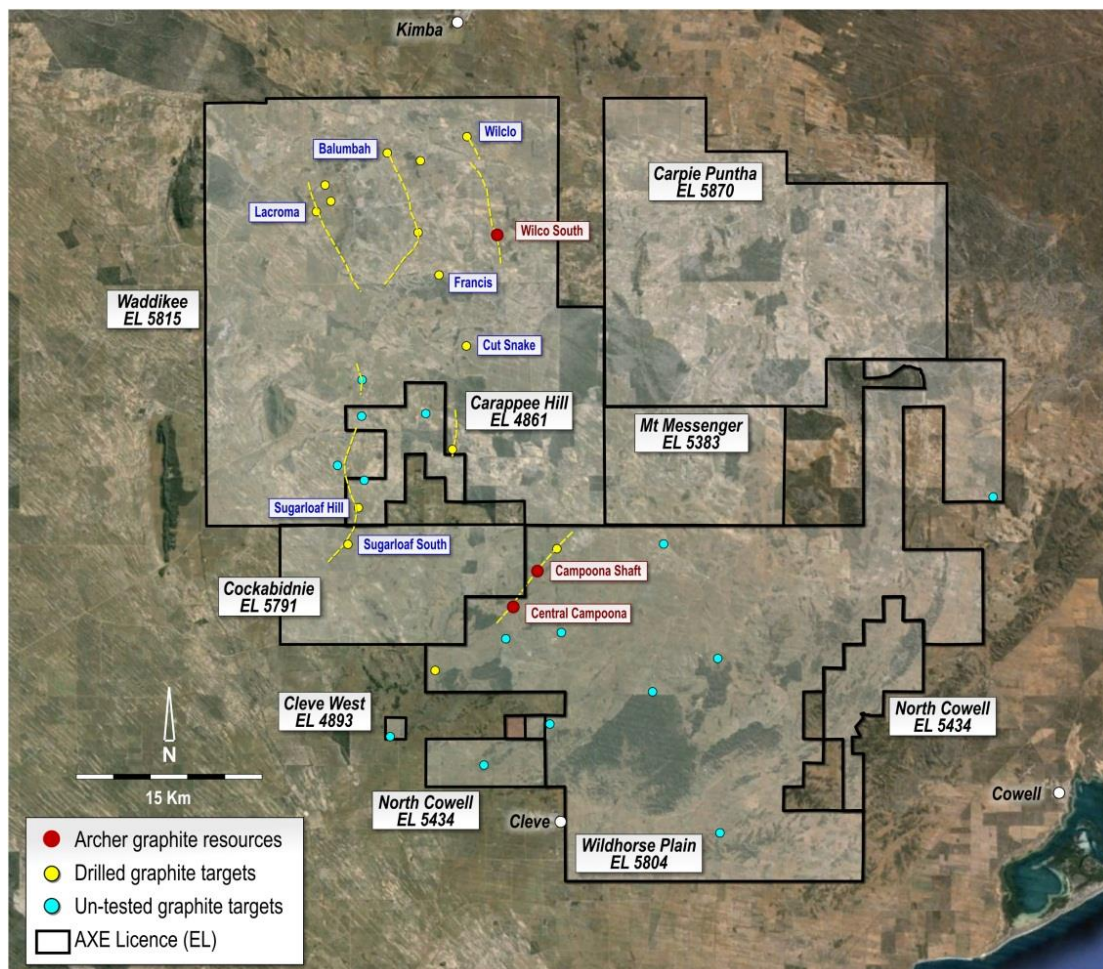 Kimba
Wilclo
Balumbah
Carpie Puntha
EL 5870
Lacroma
Wilco South
Francis
Waddikee
EL 5815
Cut Snake
Carappee Hill
EL 4861
Mt Messenger
EL 5383
Sugarloaf Hill
Sugarloaf South
Campoona Shaft
Cockabidnie
EL 5791
Central Campoona
Cleve West
EL 4893
North Cowell
EL 5434
N
15 Km
North Cowell
EL 5434
Cowell
Cleve
Wildhorse Plain
EL 5804
Archer graphite resources
Drilled graphite targets
Un-tested graphite targets
AXE Licence (EL)